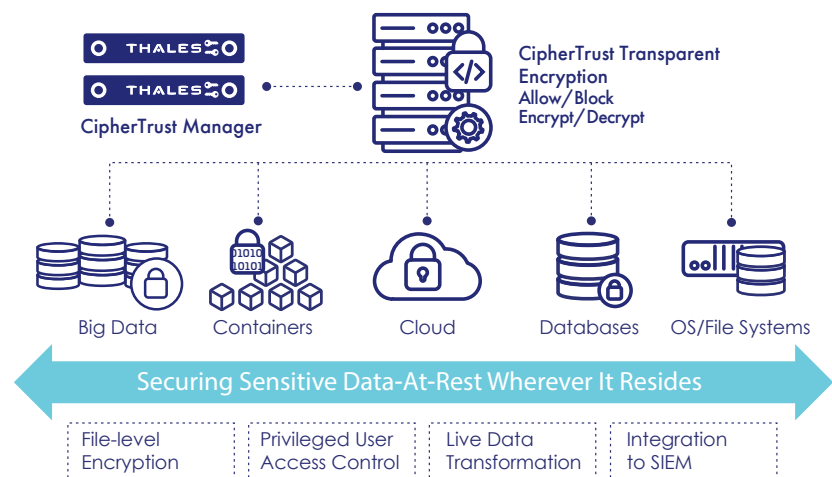 THALES
THALES
CipherTrust Manager
CipherTrust Transparent
Encryption
Allow/Block
Encrypt/Decrypt
</>
01010
10101
Big Data
Containers
Cloud
Databases
OS/File Systems
Securing Sensitive Data-At-Rest Wherever It Resides
File-level
Encryption
Privileged User
Access Control
Live Data
Transformation
Integration
to SIEM